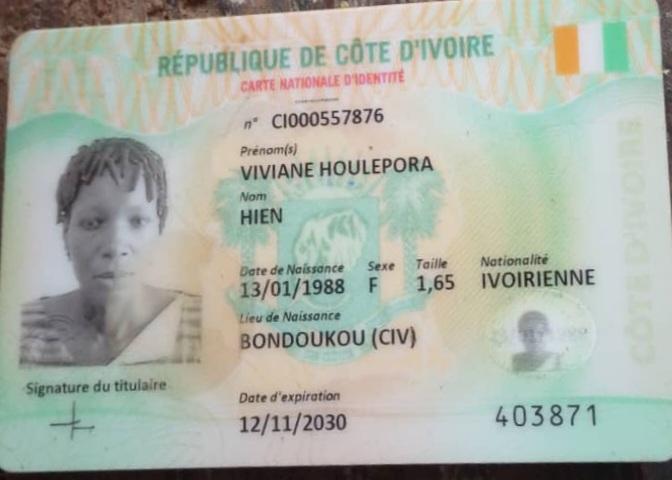 RÉPUBLIQUE DE CÔTE D'IVOIRE
CARTE NATIONALE D'IDENTITÉ
n° CI000557876
Prénom(s)
VIVIANE HOULEPORA
Nom
HIEN
Date de Naissance Sexe Taille Nationalité
13/01/1988 F 1,65 IVOIRIENNE
Lieu de Naissance
BONDOUKOU (CIV)
Signature du titulaire
Date d'expiration
12/11/2030
403871
CÔTE D'IVOIRE